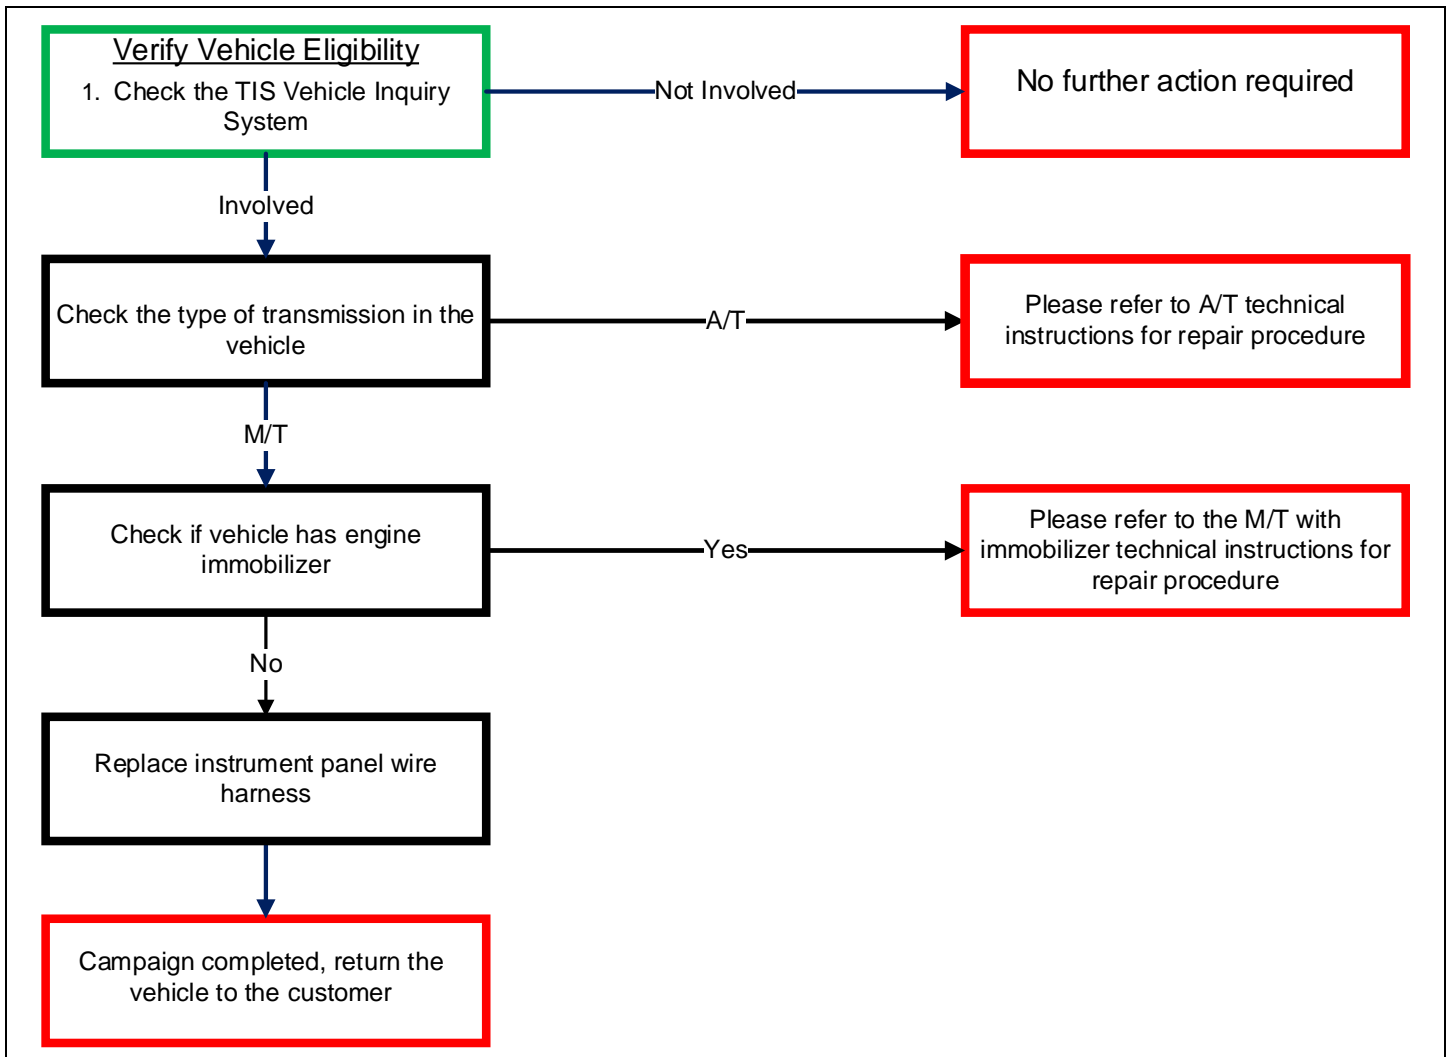 Verify Vehicle Eligibility
1. Check the TIS Vehicle Inquiry
System
Not Involved
No further action required
Involved
Check the type of transmission in the
vehicle
A/T
Please refer to A/T technical
instructions for repair procedure
M/T
Check if vehicle has engine
immobilizer
Yes
Please refer to the M/T with
immobilizer technical instructions for
repair procedure
No
Replace instrument panel wire
harness
Campaign completed, return the
vehicle to the customer